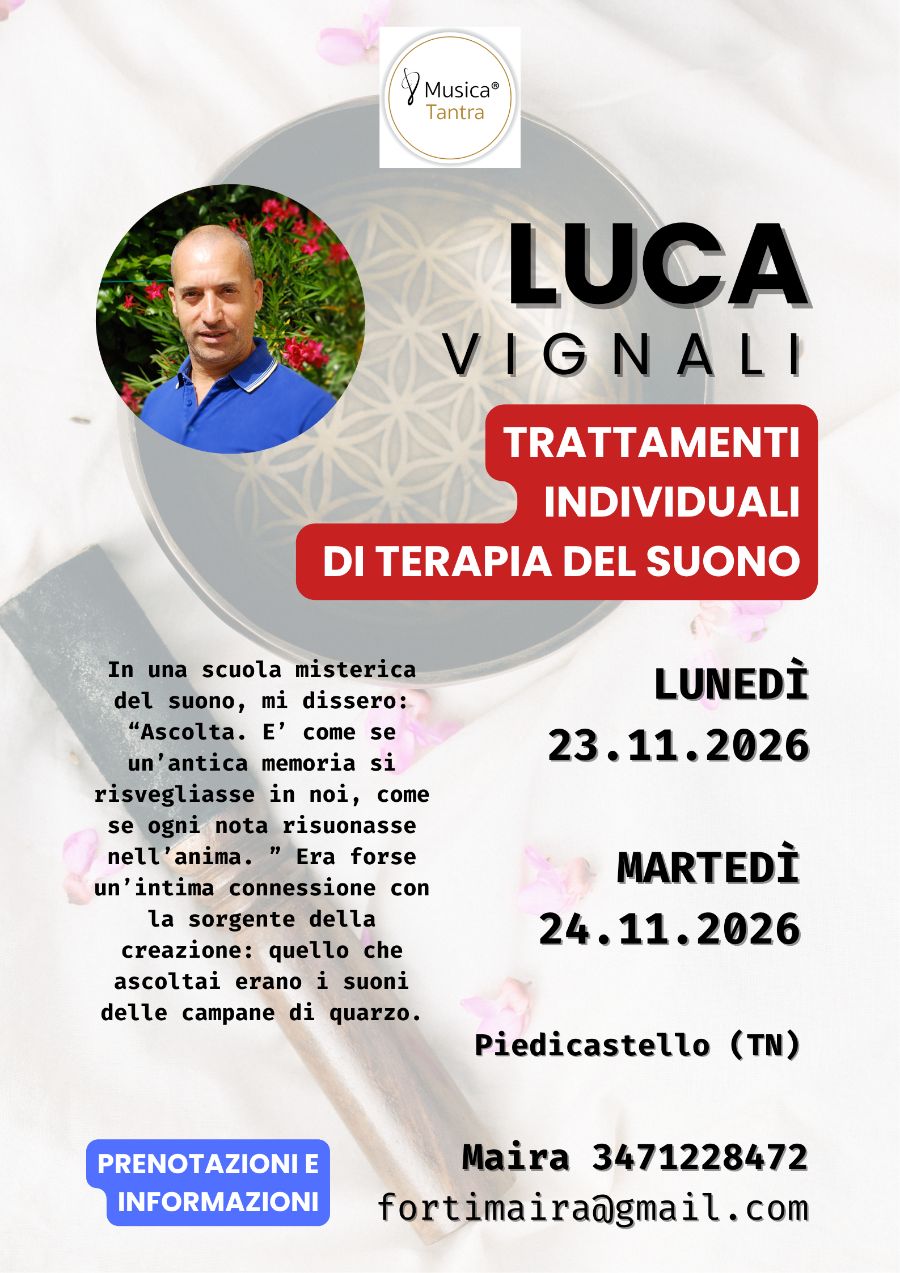 Musica®
Tantra
LUCA
VIGNALI
TRATTAMENTI
INDIVIDUALI
DI TERAPIA DEL SUONO
In una scuola misterica
del suono, mi dissero:
“Ascolta. E’ come se
un’antica memoria si
risvegliasse in noi, come
se ogni nota risuonasse
nell’anima. ” Era forse
un’intima connessione con
la sorgente della
creazione: quello che
ascoltai erano i suoni
delle campane di quarzo.
LUNEDÌ
23.11.2026
MARTEDÌ
24.11.2026
Piedicastello (TN)
PRENOTAZIONI E
INFORMAZIONI
Maira 3471228472
fortimaira@gmail.com